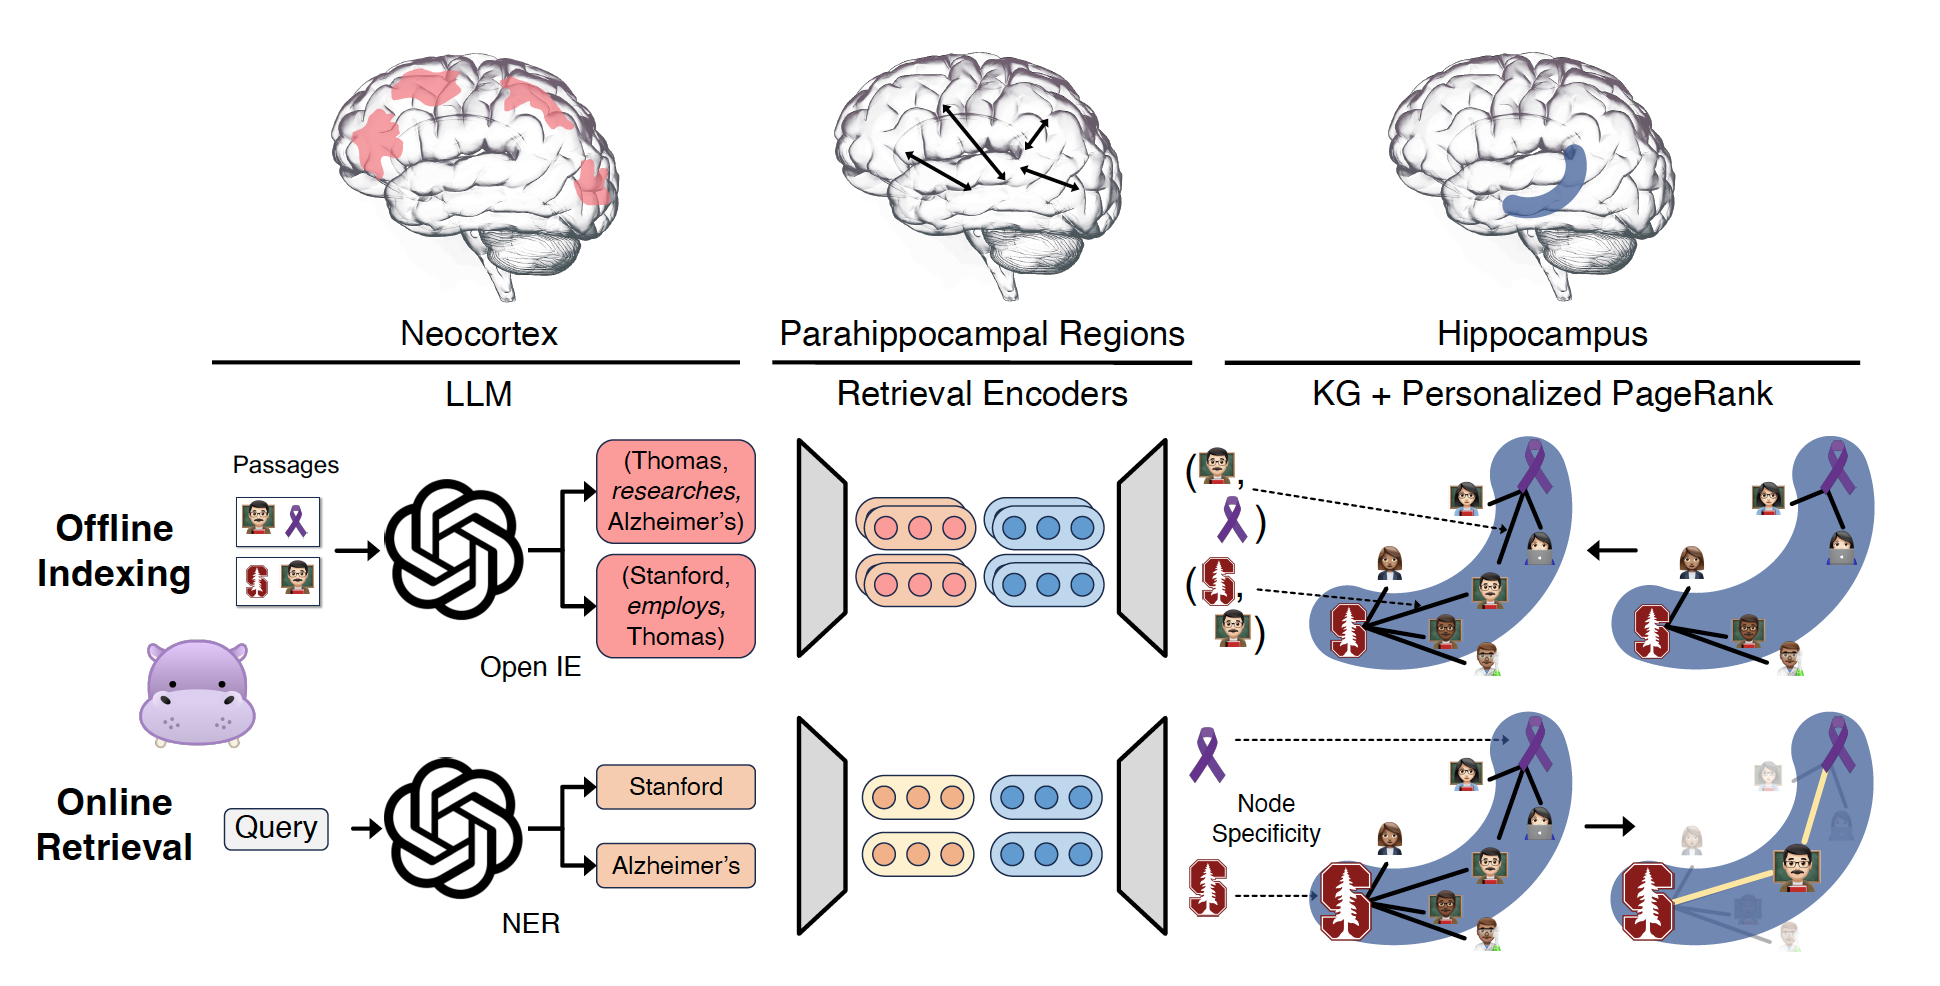 Neocortex
Parahippocampal Regions
Hippocampus
LLM
Retrieval Encoders
KG + Personalized PageRank
Offline
Indexing
Passages
(Thomas,
researches,
Alzheimer's)
(Stanford,
employs,
Thomas)
Open IE
( ,
)
( ,
)
Online
Retrieval
Query
Stanford
Alzheimer's
NER
Node
Specificity